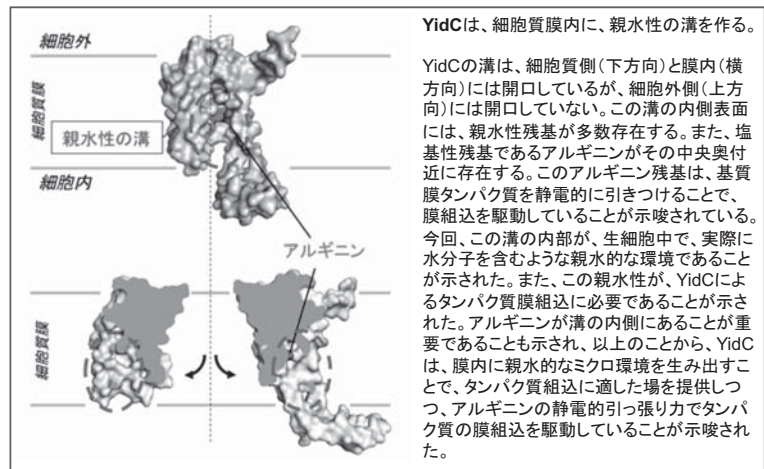 細胞外
細胞質膜
親水性の溝
細胞内
アルギニン
細胞質膜
YidCは、細胞質膜内に、親水性の溝を作る。
YidCの溝は、細胞質側（下方向）と膜内（横
方向）には開口しているが、細胞外側（上方
向）には開口していない。この溝の内側表面
には、親水性残基が多数存在する。また、塩
基性残基であるアルギニンがその中央奥付
近に存在する。このアルギニン残基は、基質
膜タンパク質を静電的に引きつけることで、
膜組込を駆動していることが示唆されている。
今回、この溝の内部が、生細胞中で、実際に
水分子を含むような親水的な環境であること
が示された。また、この親水性が、YidCによ
るタンパク質膜組込に必要であることが示さ
れた。アルギニンが溝の内側にあることが重
要であることも示され、以上のことから、YidC
は、膜内に親水的なミクロ環境を生み出すこ
とで、タンパク質組込に適した場を提供しつ
つ、アルギニンの静電的引っ張り力でタンパ
ク質の膜組込を駆動していることが示唆され
た。